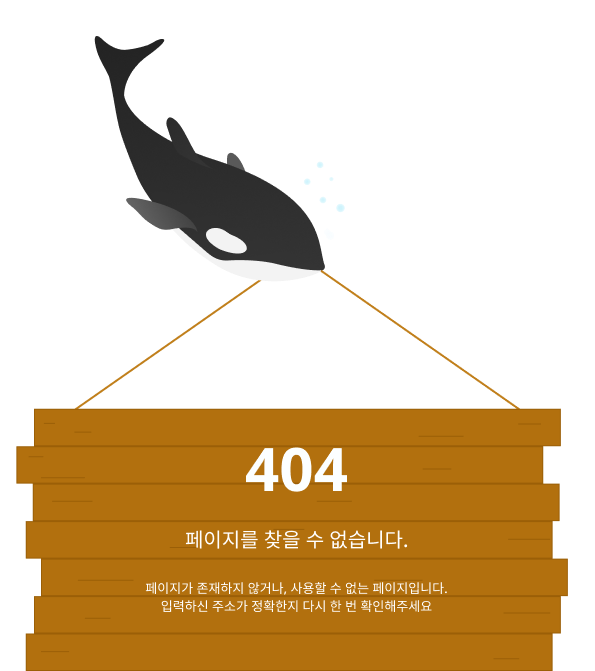 404
페이지를 찾을 수 없습니다.
페이지가 존재하지 않거나, 사용할 수 없는 페이지입니다.
입력하신 주소가 정확한지 다시 한 번 확인해주세요